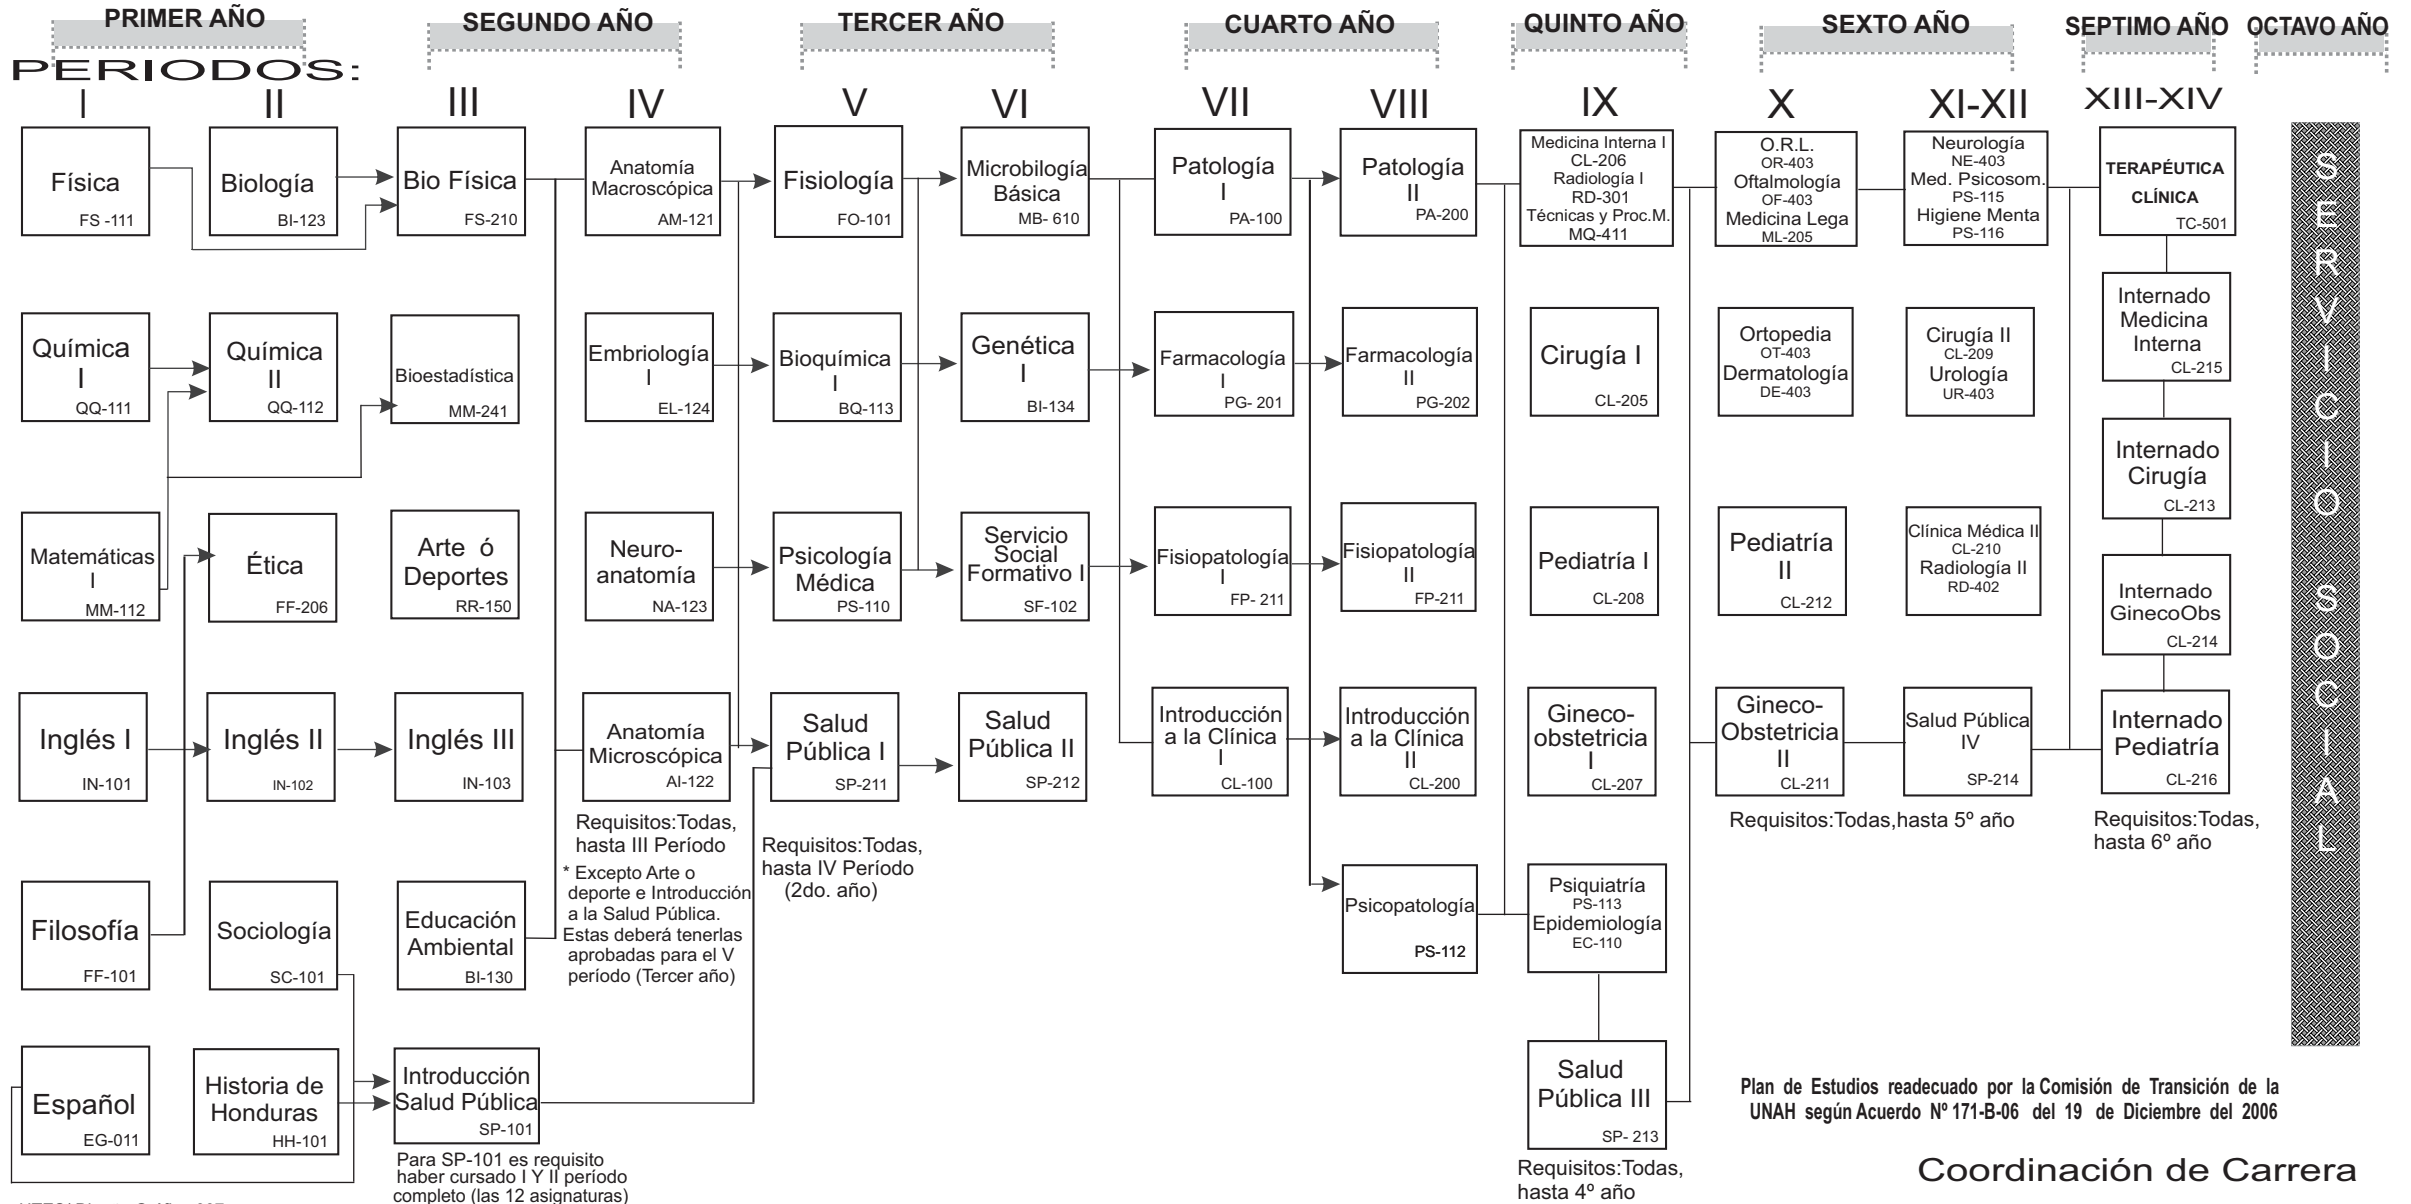 PRIMER AÑO
SEGUNDO AÑO
TERCER AÑO
CUARTO AÑO
QUINTO AÑO
SEXTO AÑO
SEPTIMO AÑO
OCTAVO AÑO
PERIODOS:
I
II
III
IV
V
VI
VII
VIII
IX
X
XI-XII
XIII-XIV
Física
FS -111
Biología
BI-123
Bio Física
FS-210
Anatomía
Macroscópica
AM-121
Fisiología
FO-101
Microbilogía
Básica
MB- 610
Patología
I
PA-100
Patología
II
PA-200
Medicina Interna I
CL-206
Radiología I
RD-301
Técnicas y Proc.M.
MQ-411
O.R.L.
OR-403
Oftalmología
OF-403
Medicina Lega
ML-205
Neurología
NE-403
Med. Psicosom.
PS-115
Higiene Menta
PS-116
TERAPÉUTICA
CLÍNICA
TC-501
Química
I
QQ-111
Química
II
QQ-112
Bioestadística
MM-241
Embriología
I
EL-124
Bioquímica
I
BQ-113
Genética
I
BI-134
Farmacología
I
PG- 201
Farmacología
II
PG-202
Cirugía I
CL-205
Ortopedia
OT-403
Dermatología
DE-403
Cirugía II
CL-209
Urología
UR-403
Internado
Medicina
Interna
CL-215
Internado
Cirugía
CL-213
Matemáticas
I
MM-112
Ética
FF-206
Arte ó
Deportes
RR-150
Neuro-
anatomía
NA-123
Psicología
Médica
PS-110
Servicio
Social
Formativo I
SF-102
Fisiopatología
I
FP- 211
Fisiopatología
II
FP-211
Pediatría I
CL-208
Pediatría
II
CL-212
Clínica Médica II
CL-210
Radiología II
RD-402
Internado
GinecoObs
CL-214
Inglés I
IN-101
Inglés II
IN-102
Inglés III
IN-103
Anatomía
Microscópica
AI-122
Salud
Pública I
SP-211
Salud
Pública II
SP-212
Introducción
a la Clínica
I
CL-100
Introducción
a la Clínica
II
CL-200
Gineco-
obstetricia
I
CL-207
Gineco-
Obstetricia
II
CL-211
Salud Pública
IV
SP-214
Internado
Pediatría
CL-216
Requisitos:Todas,
hasta III Período
* Excepto Arte o
deporte e Introducción
a la Salud Pública.
Estas deberá tenerlas
aprobadas para el V
período (Tercer año)
Requisitos:Todas,
hasta IV Período
(2do. año)
Requisitos:Todas,hasta 5º año
Requisitos:Todas,
hasta 6º año
Filosofía
FF-101
Sociología
SC-101
Educación
Ambiental
BI-130
Psicopatología
PS-112
Psiquiatría
PS-113
Epidemiología
EC-110
Español
EG-011
Historia de
Honduras
HH-101
Introducción
Salud Pública
SP-101
Para SP-101 es requisito
haber cursado I Y II período
completo (las 12 asignaturas)
Salud
Pública III
SP- 213
Requisitos:Todas,
hasta 4º año
SERVICIO SOCIAL
Plan de Estudios readecuado por la Comisión de Transición de la
UNAH según Acuerdo Nº 171-B-06 del 19 de Diciembre del 2006
Coordinación de Carrera